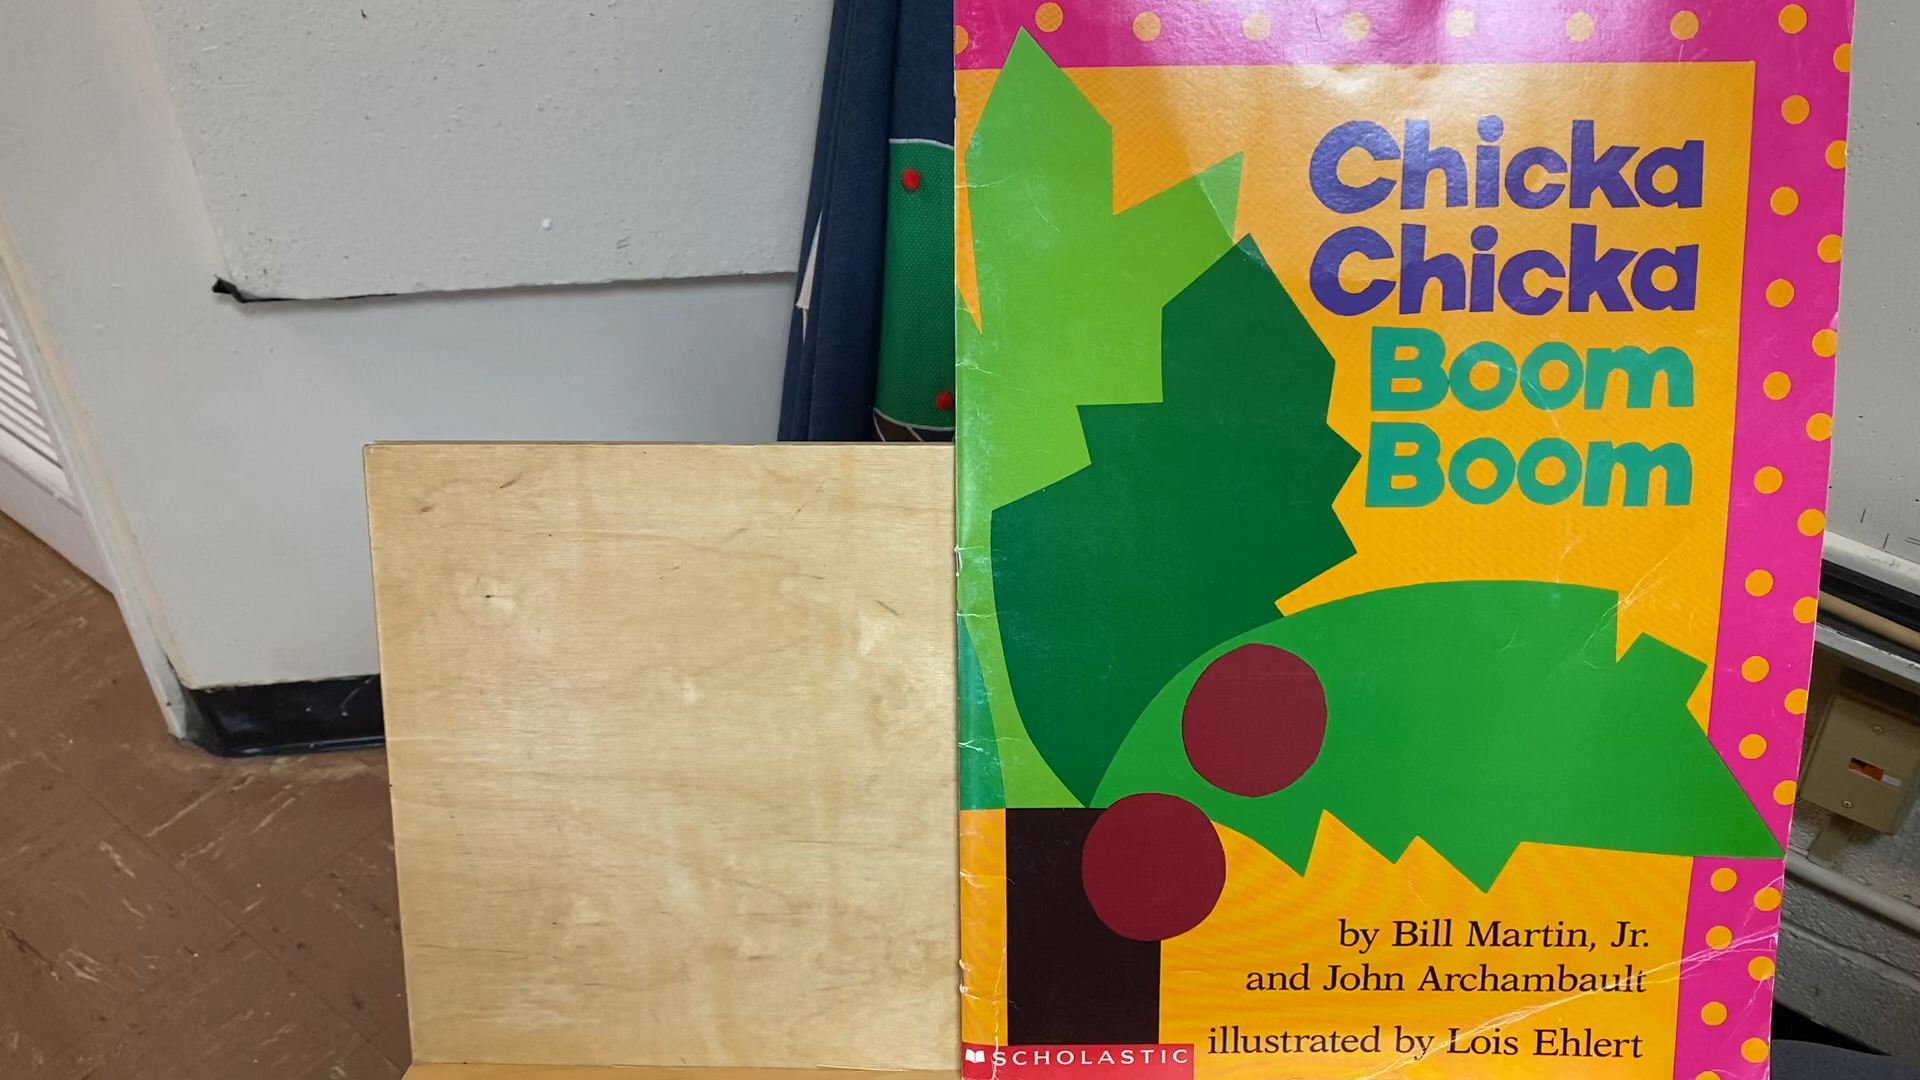 Chicka
Chicka
Boom
Boom
by Bill Martin, Jr.
and John Archambault
illustrated by Lois Ehlert
SCHOLASTIC